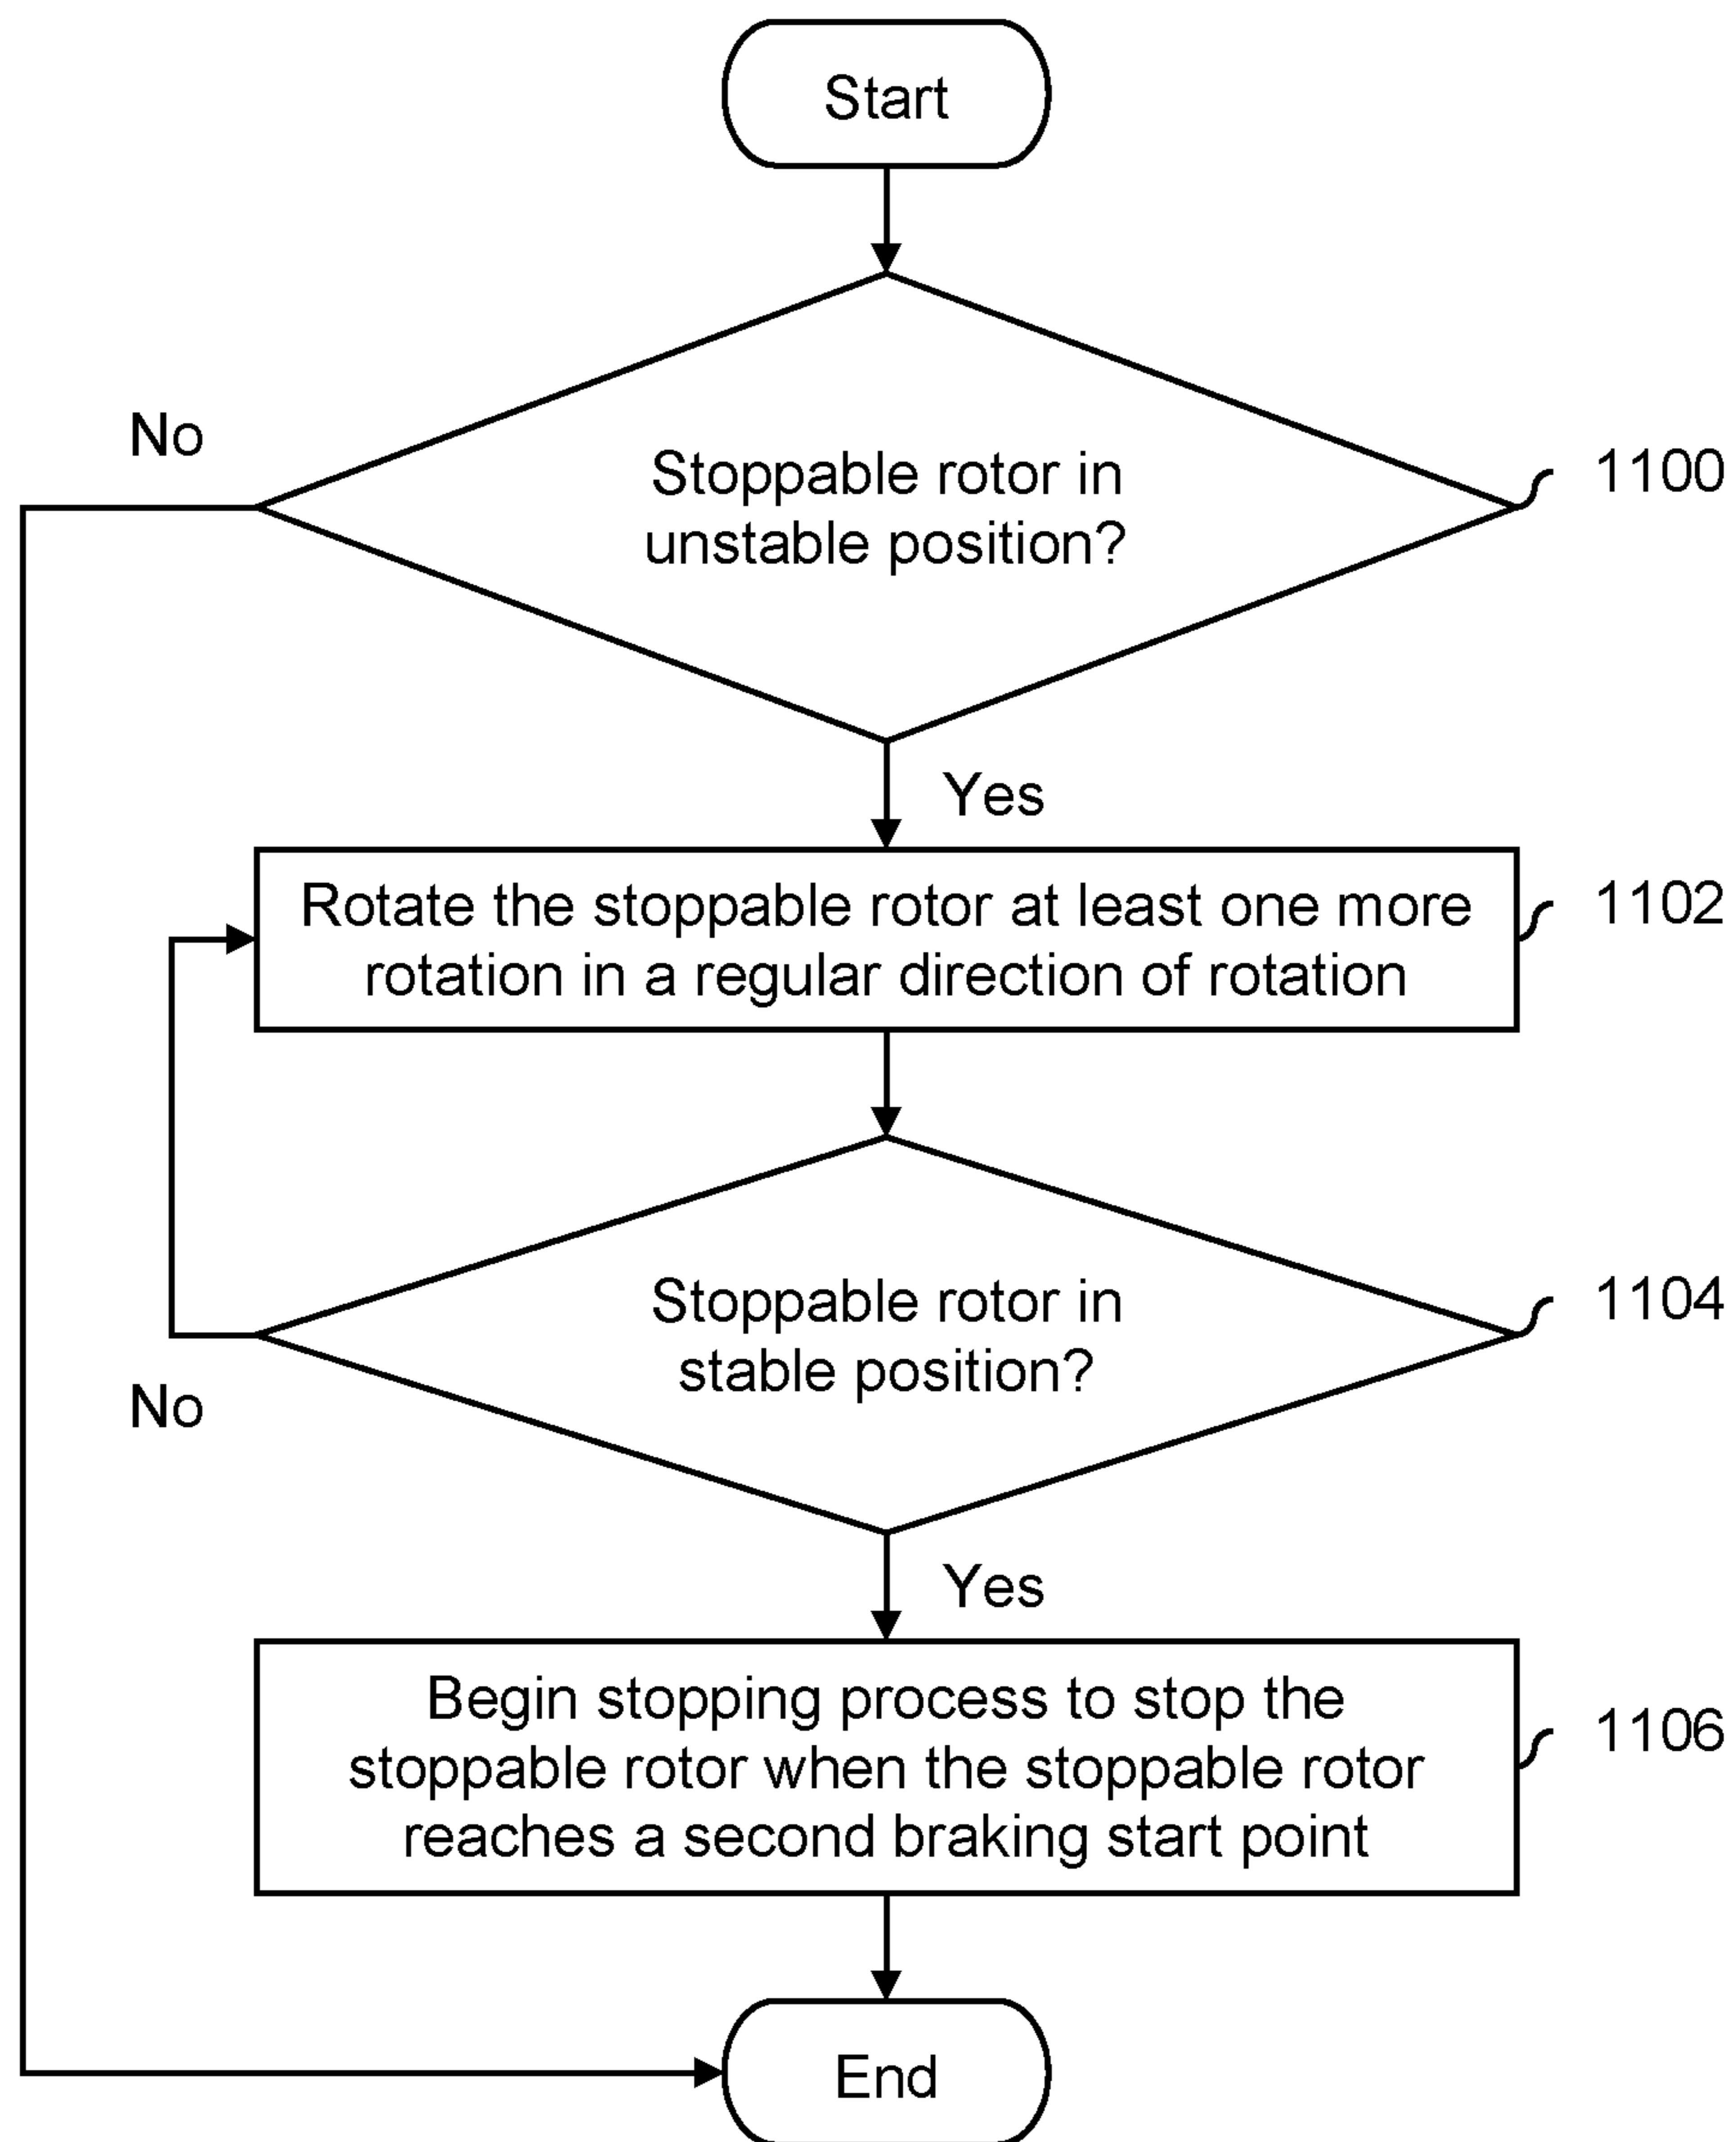 Start
No
Stoppable rotor in
unstable position?
1100
Yes
Rotate the stoppable rotor at least one more
rotation in a regular direction of rotation
1102
Stoppable rotor in
stable position?
1104
No
Yes
Begin stopping process to stop the
stoppable rotor when the stoppable rotor
reaches a second braking start point
1106
End